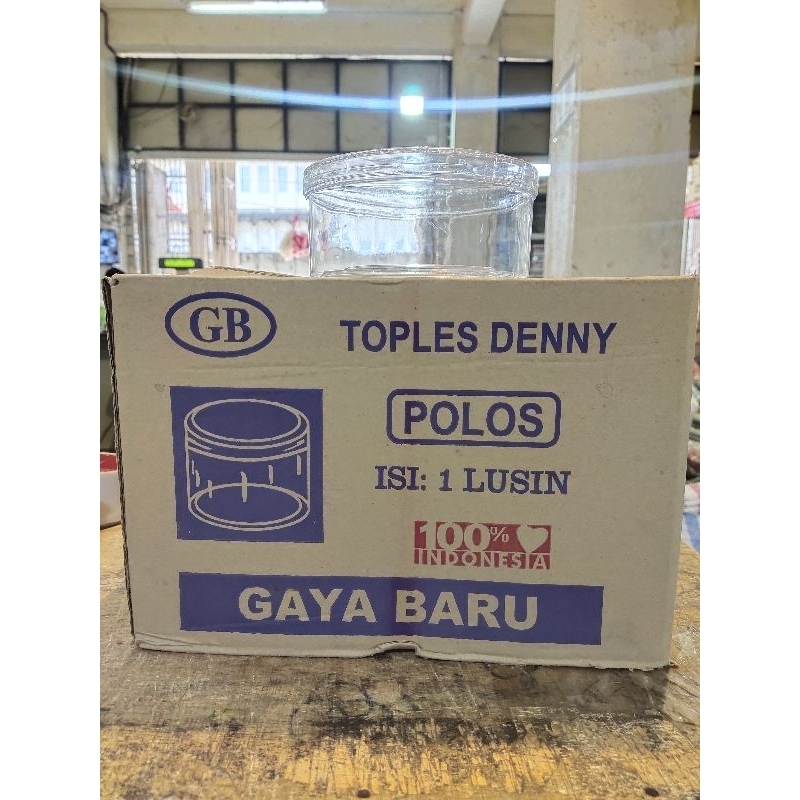 GB
TOPLES DENNY
POLOS
ISI: 1 LUSIN
100%
INDONESIA
GAYA BARU